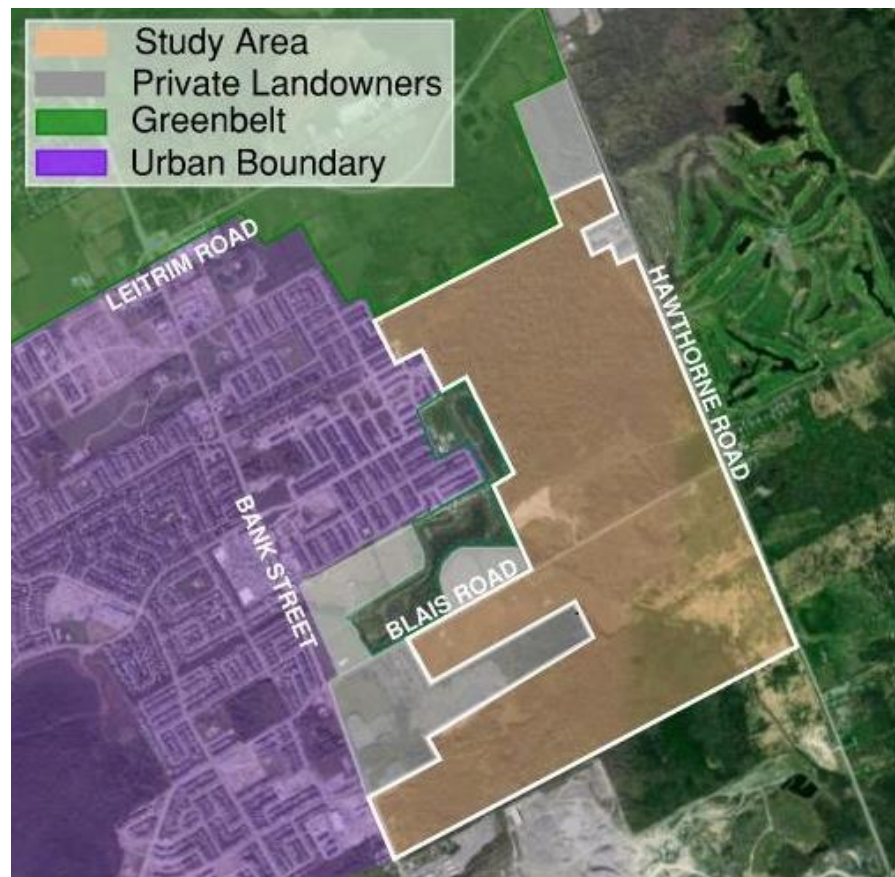 Study Area
Private Landowners
Greenbelt
Urban Boundary
LEITRIM ROAD
HAWTHORNE ROAD
BANK STREET
BLAIS ROAD